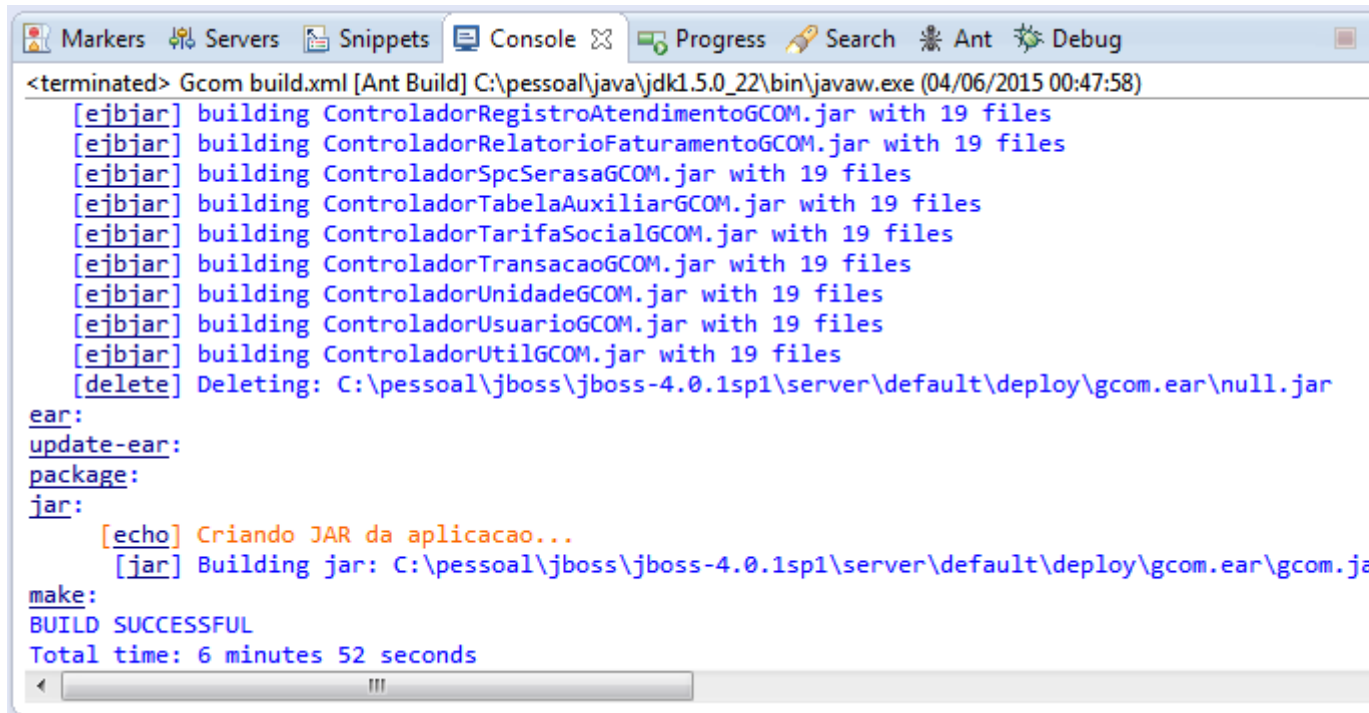 Markers Servers Snippets Console Progress Search Ant Debug
<terminated> Gcom build.xml [Ant Build] C:\pessoal\java\jdk1.5.0_22\bin\javaw.exe (04/06/2015 00:47:58)
[ejbjar] building ControladorRegistroAtendimentoGCOM.jar with 19 files
[ejbjar] building ControladorRelatorioFaturamentoGCOM.jar with 19 files
[ejbjar] building ControladorSpcSerasaGCOM.jar with 19 files
[ejbjar] building ControladorTabelaAuxiliarGCOM.jar with 19 files
[ejbjar] building ControladorTarifaSocialGCOM.jar with 19 files
[ejbjar] building ControladorTransacaoGCOM.jar with 19 files
[ejbjar] building ControladorUnidadeGCOM.jar with 19 files
[ejbjar] building ControladorUsuarioGCOM.jar with 19 files
[ejbjar] building ControladorUtilGCOM.jar with 19 files
[delete] Deleting: C:\pessoal\jboss\jboss-4.0.1sp1\server\default\deploy\gcom.ear\null.jar
ear:
update-ear:
package:
jar:
[echo] Criando JAR da aplicacao...
[jar] Building jar: C:\pessoal\jboss\jboss-4.0.1sp1\server\default\deploy\gcom.ear\gcom.ja
make:
BUILD SUCCESSFUL
Total time: 6 minutes 52 seconds